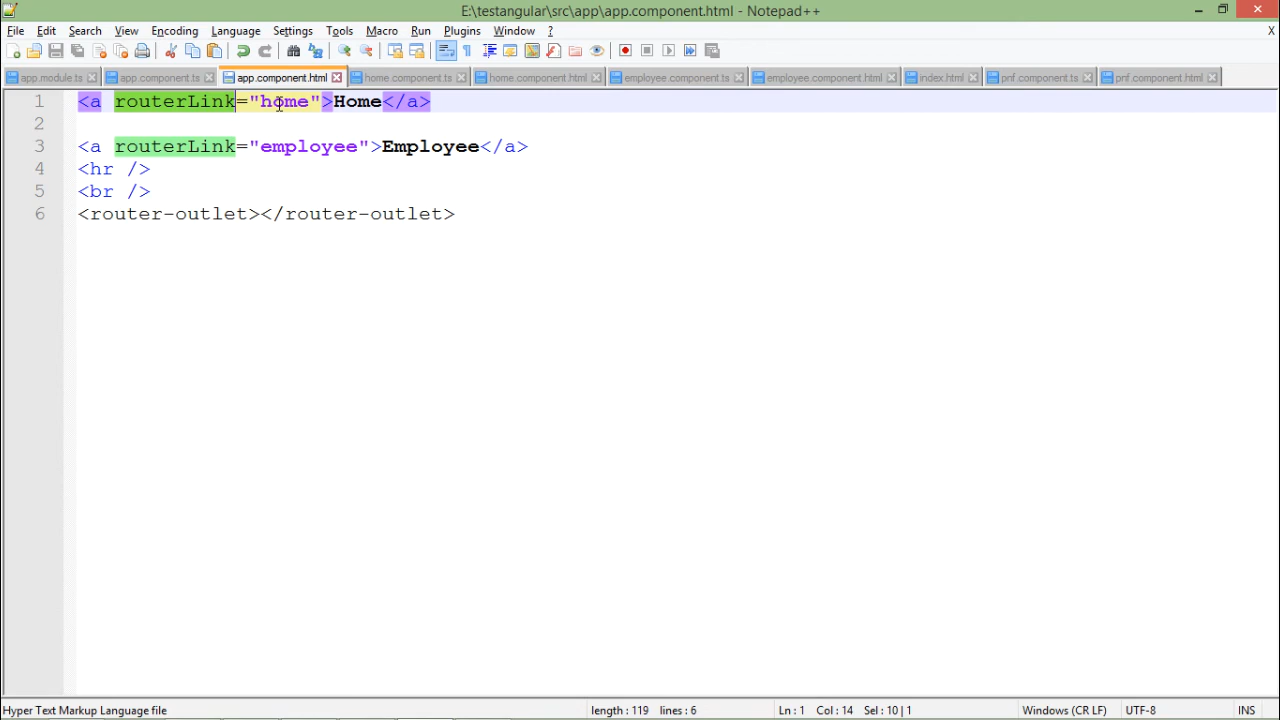 E:\testangular\src\app\app.component.html - Notepad++
File Edit Search View Encoding Language Settings Tools Macro Run Plugins Window ? X
app.module.ts app.component.ts app.component.html home.component.ts home.component.html employee.component.ts employee.component.html index.html pnf.component.ts pnf.component.html
1 <a routerLink="home">Home</a>
2
3 <a routerLink="employee">Employee</a>
4 <hr />
5 <br />
6 <router-outlet></router-outlet>
Hyper Text Markup Language file length : 119 lines : 6 Ln : 1 Col : 14 Sel : 10 | 1 Windows (CR LF) UTF-8 INS